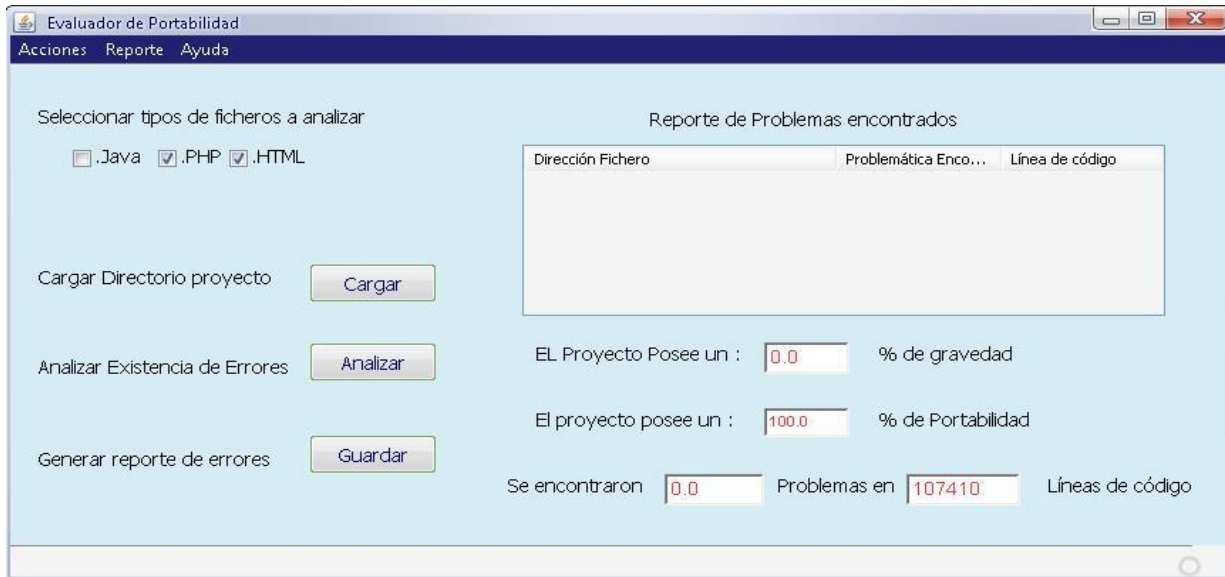 Evaluador de Portabilidad
Acciones Reporte Ayuda
Seleccionar tipos de ficheros a analizar
.Java .PHP .HTML
Cargar Directorio proyecto Cargar
Analizar Existencia de Errores Analizar
Generar reporte de errores Guardar
Reporte de Problemas encontrados
Dirección Fichero Problemática Enco... Línea de código
EL Proyecto Posee un : 0.0 % de gravedad
El proyecto posee un : 100.0 % de Portabilidad
Se encontraron 0.0 Problemas en 107410 Líneas de código